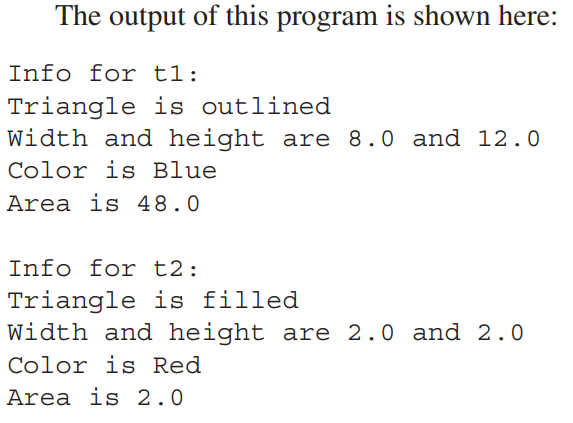 The output of this program is shown here:
Info for t1:
Triangle is outlined
Width and height are 8.0 and 12.0
Color is Blue
Area is 48.0
Info for t2:
Triangle is filled
Width and height are 2.0 and 2.0
Color is Red
Area is 2.0